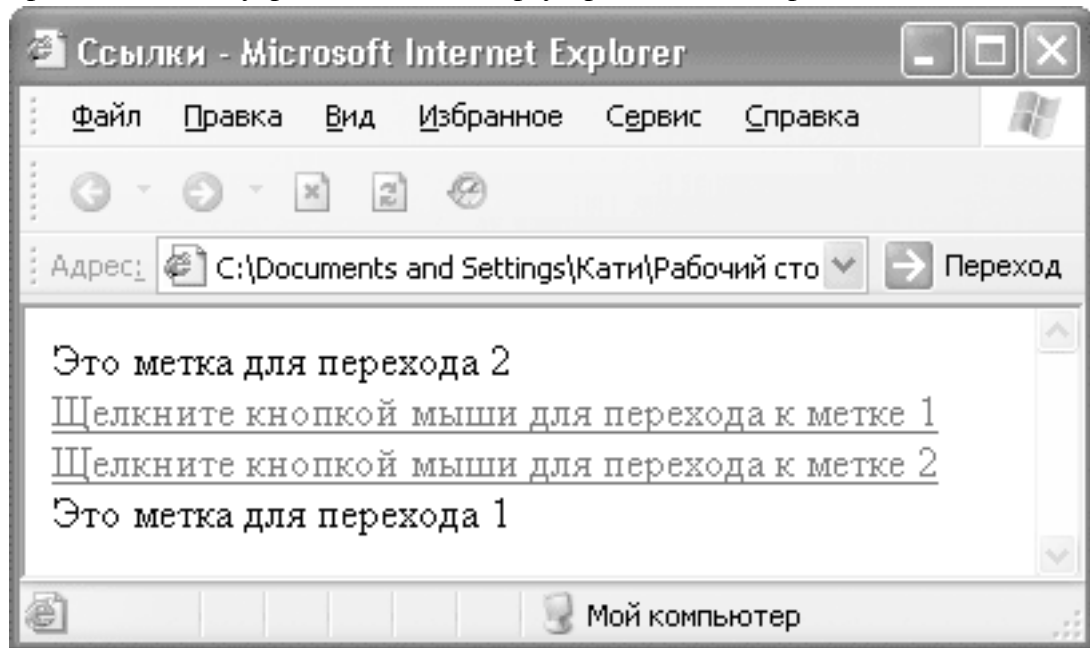 Ссылки - Microsoft Internet Explorer
Файл Правка Вид Избранное Сервис Справка
Адрес: C:\Documents and Settings\Кати\Рабочий сто Переход
Это метка для перехода 2
Щелкните кнопкой мыши для перехода к метке 1
Щелкните кнопкой мыши для перехода к метке 2
Это метка для перехода 1
Мой компьютер